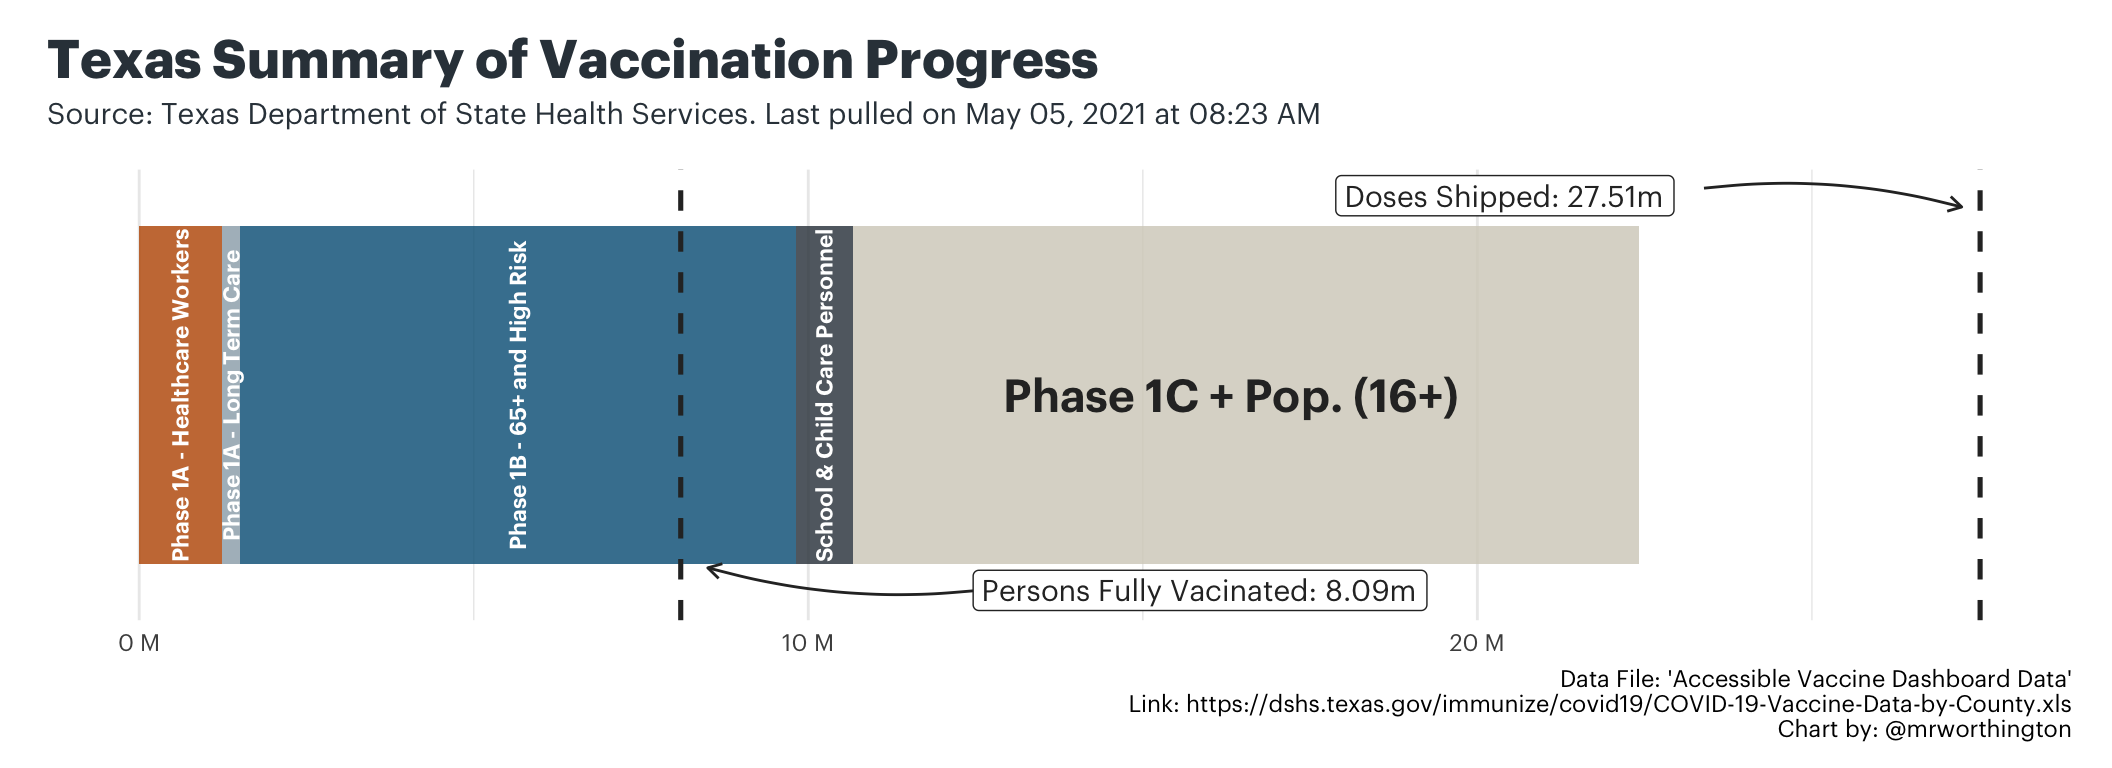 Texas Summary of Vaccination Progress
Source: Texas Department of State Health Services. Last pulled on May 05, 2021 at 08:23 AM
Doses Shipped: 27.51m
Phase 1A - Healthcare Workers
Phase 1A - Long Term Care
Phase 1B - 65+ and High Risk
School & Child Care Personnel
Phase 1C + Pop. (16+)
Persons Fully Vacinated: 8.09m
0 M
10 M
20 M
Data File: 'Accessible Vaccine Dashboard Data'
Link: https://dshs.texas.gov/immunize/covid19/COVID-19-Vaccine-Data-by-County.xls
Chart by: @mrworthington